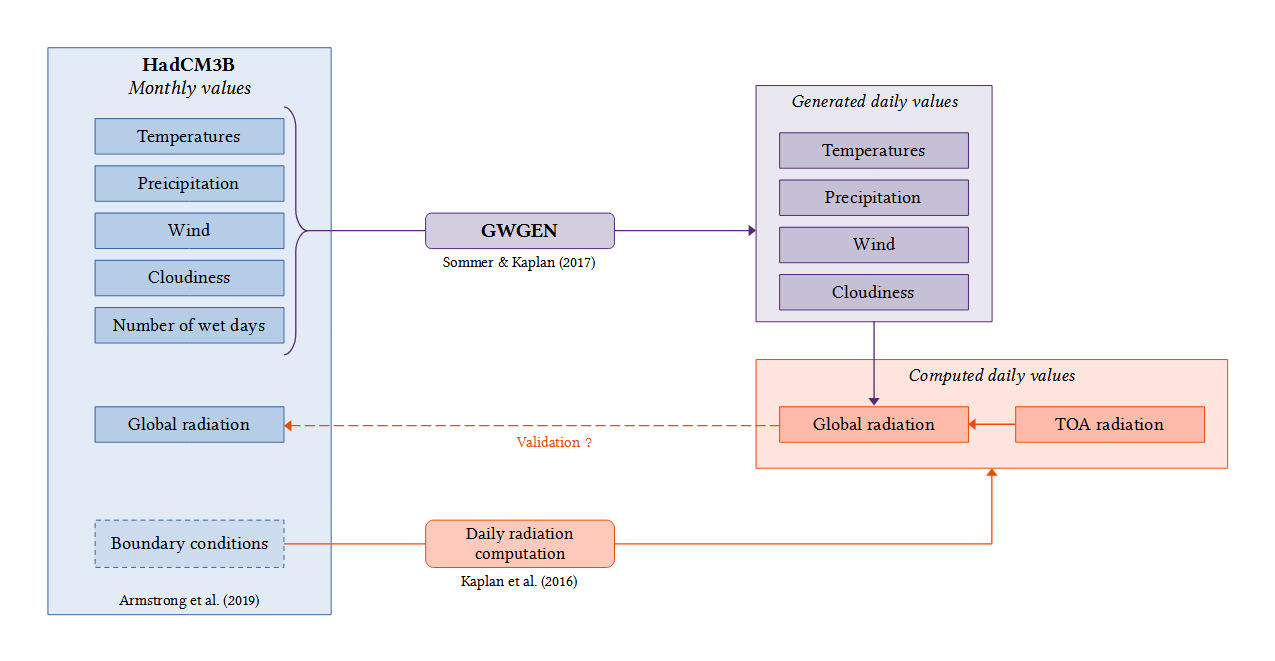 HadCM3B
Monthly values
Temperatures
Preicipitation
Wind
Cloudiness
Number of wet days
Global radiation
Boundary conditions
Armstrong et al. (2019)
GWGEN
Sommer & Kaplan (2017)
Generated daily values
Temperatures
Precipitation
Wind
Cloudiness
Computed daily values
Global radiation
TOA radiation
Validation ?
Daily radiation
computation
Kaplan et al. (2016)